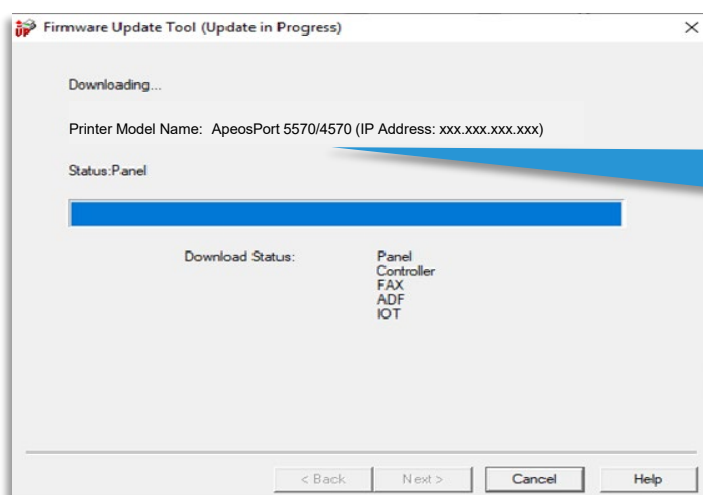 UP Firmware Update Tool (Update in Progress)
Downloading...
Printer Model Name: ApeosPort 5570/4570 (IP Address: xxx.xxx.xxx.xxx)
Status:Panel
Download Status: Panel
Controller
FAX
ADF
IOT
< Back Next > Cancel Help